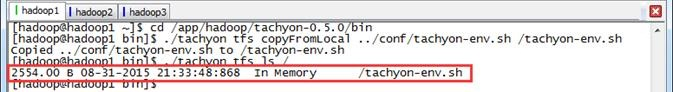 hadoop1 hadoop2 hadoop3
[hadoop@hadoop1 ~]$ cd /app/hadoop/tachyon-0.5.0/bin
[hadoop@hadoop1 bin]$ ./tachyon tfs copyFromLocal ../conf/tachyon-env.sh /tachyon-env.sh
Copied ../conf/tachyon-env.sh to /tachyon-env.sh
[hadoop@hadoop1 bin]$ ./tachyon tfs ls /
2554.00 B 08-31-2015 21:33:48:868 In Memory /tachyon-env.sh
[hadoop@hadoop1 bin]$